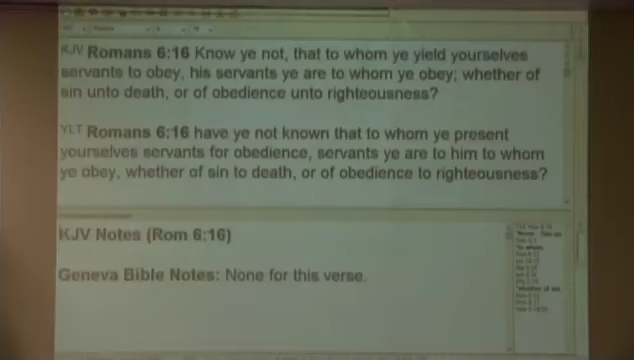 KJV Romans 6:16 Know ye not, that to whom ye yield yourselves
servants to obey, his servants ye are to whom ye obey; whether of
sin unto death, or of obedience unto righteousness?
YLT Romans 6:16 have ye not known that to whom ye present
yourselves servants for obedience, servants ye are to him to whom
ye obey, whether of sin to death, or of obedience to righteousness?
KJV Notes (Rom 6:16)
Geneva Bible Notes: None for this verse.